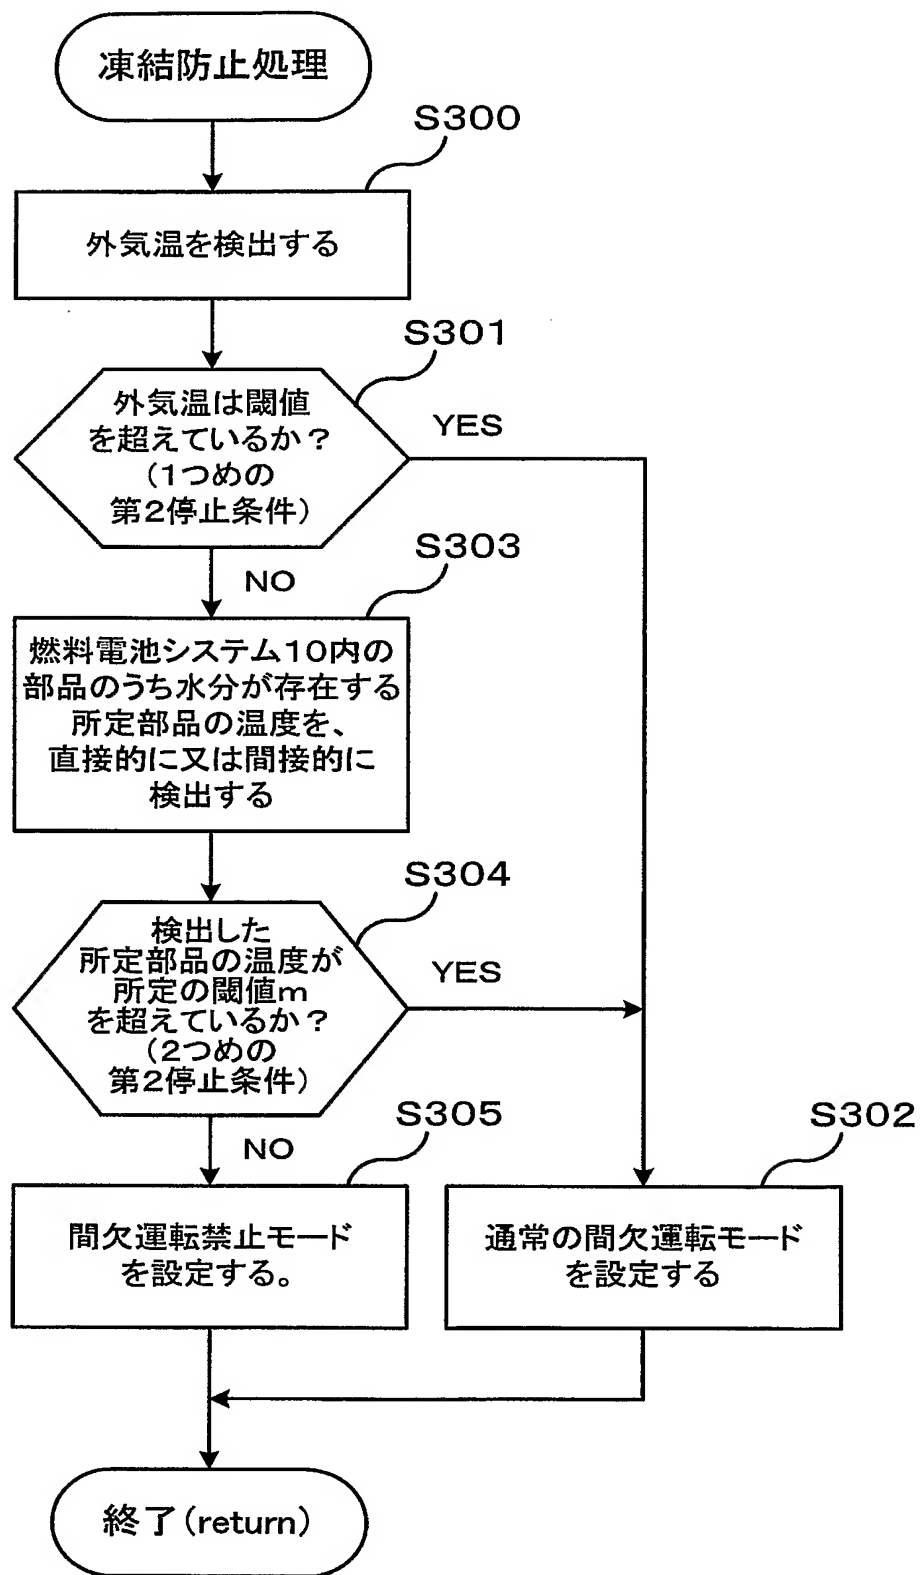 凍結防止処理
S300
外気温を検出する
S301
外気温は閾値
を超えているか?
(1つめの
第2停止条件)
YES
NO
S303
燃料電池システム10内の
部品のうち水分が存在する
所定部品の温度を、
直接的に又は間接的に
検出する
S304
検出した
所定部品の温度が
所定の閾値m
を超えているか?
(2つめの
第2停止条件)
YES
NO
S305
間欠運転禁止モード
を設定する。
S302
通常の間欠運転モード
を設定する
終了(return)